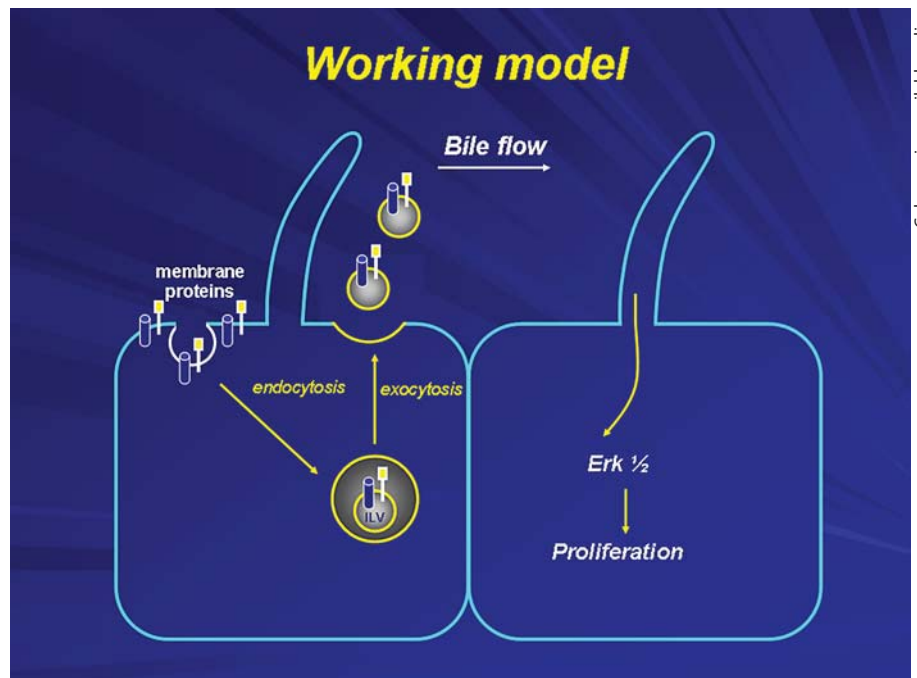 Working model
Bile flow
membrane
proteins
endocytosis
exocytosis
ILV
Erk ½
Proliferation